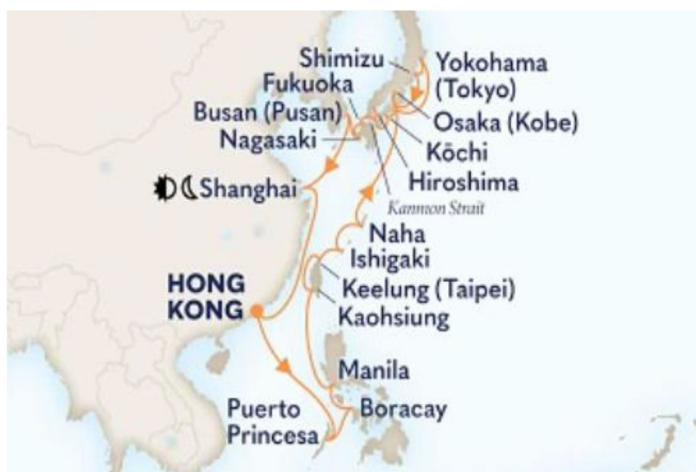 Shimizu
Yokohama
(Tokyo)
Fukuoka
Busan (Pusan)
Osaka (Kobe)
Nagasaki
Kōchi
Hiroshima
Shanghai
Kanmon Strait
Naha
Ishigaki
HONG
KONG
Keelung (Taipei)
Kaohsiung
Manila
Puerto
Princesa
Boracay